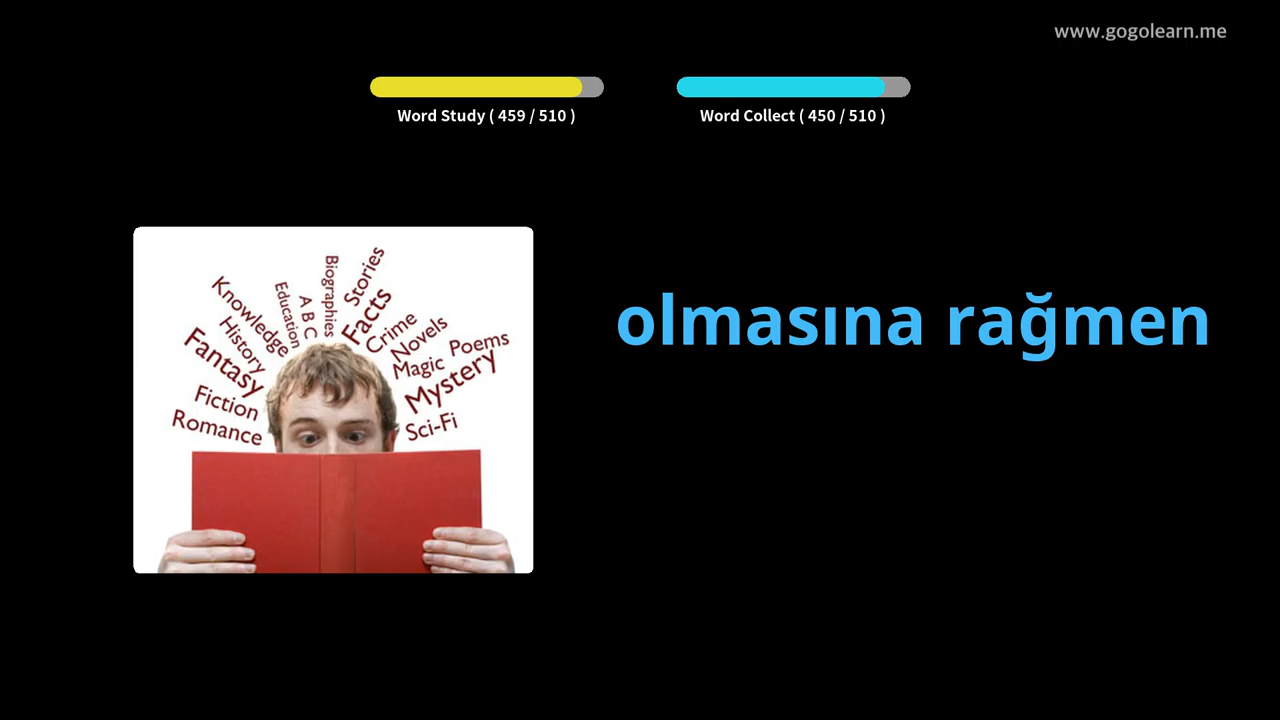 www.gogolearn.me
Word Study ( 459 / 510 )
Word Collect ( 450 / 510 )
olmasına rağmen
Knowledge
History
Fantasy
Fiction
Romance
Education
A B C
Biographies
Stories
Facts
Crime
Novels
Magic
Poems
Mystery
Sci-Fi